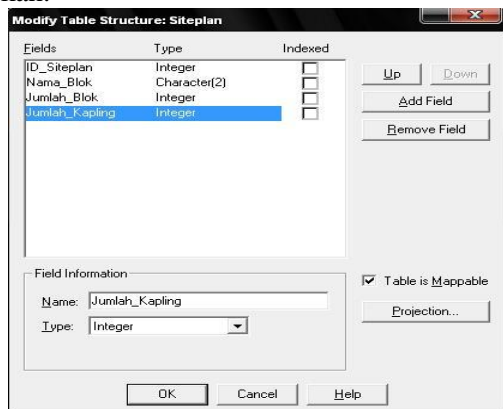 Modify Table Structure: Siteplan
Fields Type Indexed
ID_Siteplan Integer
Nama_Blok Character(2)
Jumlah_Blok Integer
Jumlah_Kapling Integer
Up Down
Add Field
Remove Field
Field Information
Name: Jumlah_Kapling
Type: Integer
Table is Mappable
Projection...
OK Cancel Help